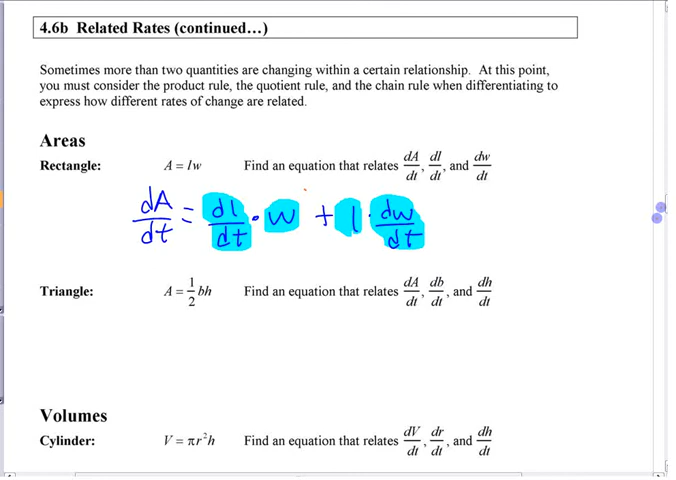 4.6b Related Rates (continued…)
Sometimes more than two quantities are changing within a certain relationship. At this point,
you must consider the product rule, the quotient rule, and the chain rule when differentiating to
express how different rates of change are related.
Areas
Rectangle: A = lw Find an equation that relates dA/dt, dl/dt, and dw/dt
dA/dt = dl/dt · w + l · dw/dt
Triangle: A = 1/2 bh Find an equation that relates dA/dt, db/dt, and dh/dt
Volumes
Cylinder: V = πr²h Find an equation that relates dV/dt, dr/dt, and dh/dt